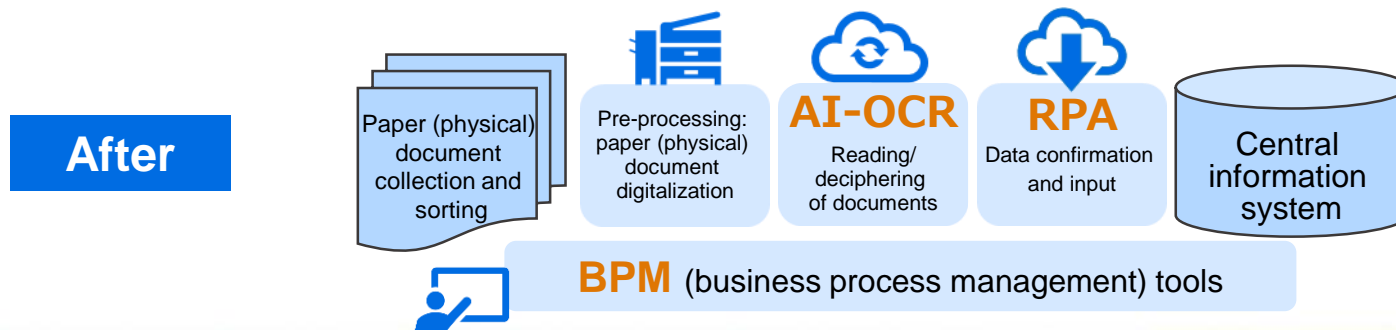 After
Paper (physical)
document
collection and
sorting
Pre-processing:
paper (physical)
document
digitalization
AI-OCR
Reading/
deciphering
of documents
RPA
Data confirmation
and input
Central
information
system
BPM (business process management) tools